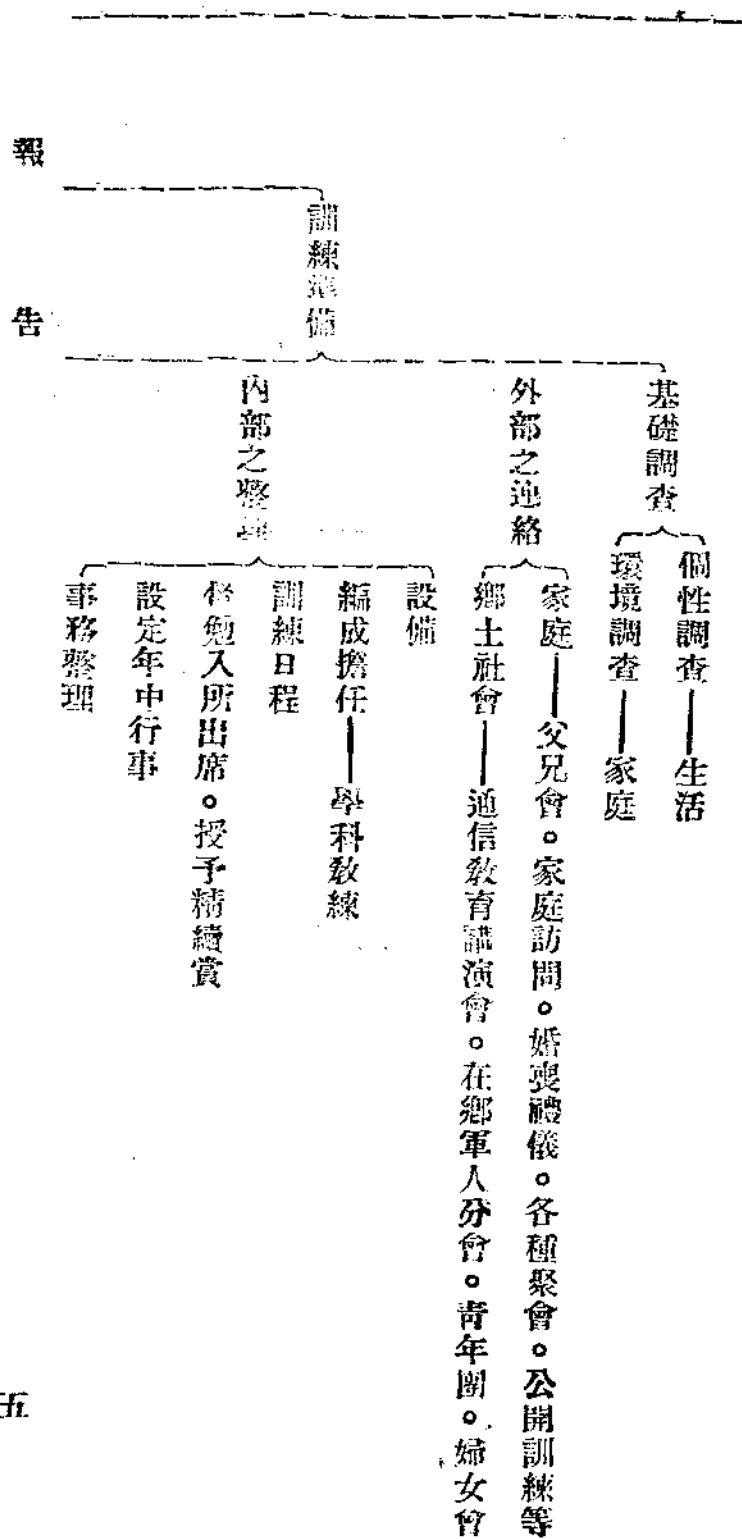 訓練準備
基礎調查
個性調查——生活
環境調查——家庭
外部之連絡
家庭——父兄會。家庭訪問。婚喪禮儀。各種聚會。公開訓練等
鄉土社會——通信教育講演會。在鄉軍人分會。青年團。婦女會
內部之整理
設備
編成擔任——學科教練
訓練日程
督勉入所出席。授予精績賞
設定年中行事
事務整理
報告
五